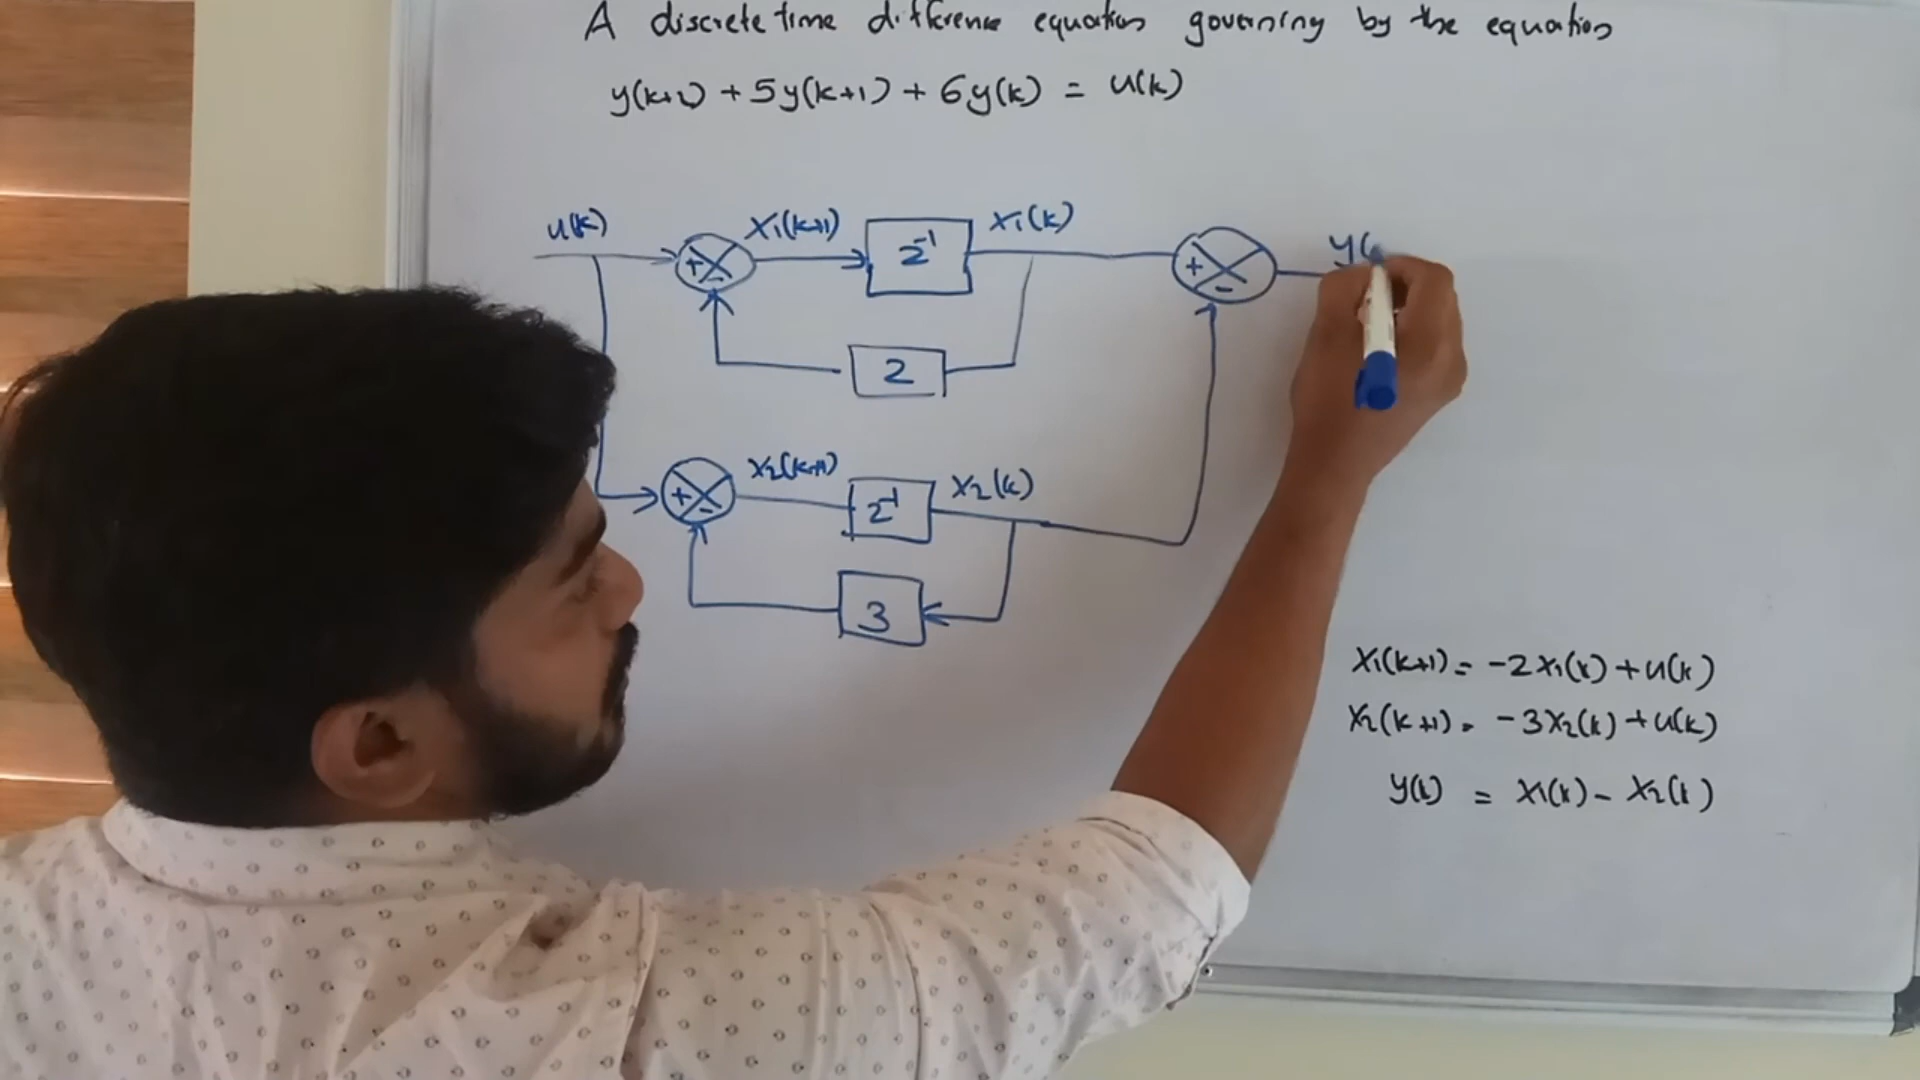 A discrete time difference equation governing by the equation
y(k+2) + 5y(k+1) + 6y(k) = u(k)
u(k) + - x1(k+1) z^-1 x1(k) + - y(
2
+ - x2(k+1) z^-1 x2(k)
3
x1(k+1) = -2x1(k) + u(k)
x2(k+1) = -3x2(k) + u(k)
y(k) = x1(k) - x2(k)